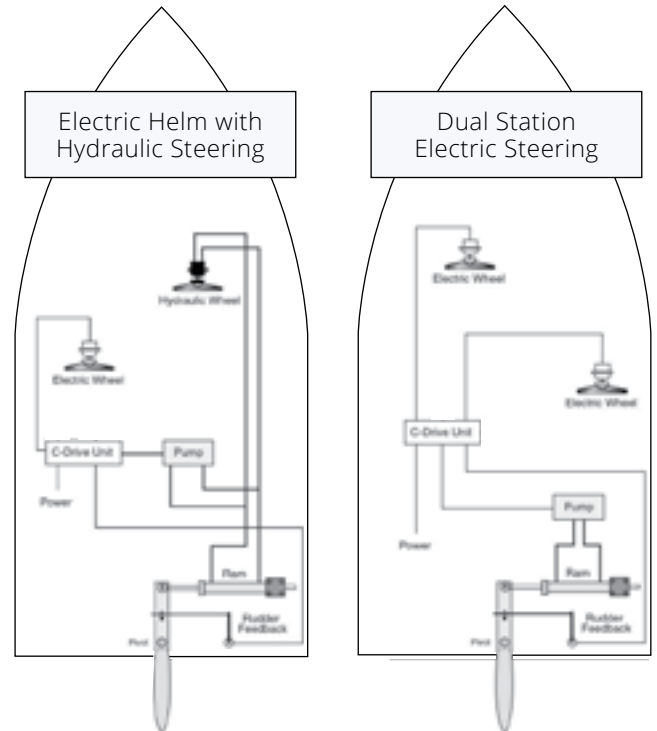 Electric Helm with
Hydraulic Steering
Hydraulic Wheel
Electric Wheel
C-Drive Unit
Pump
Power
Ram
Rudder
Feedback
Pivot
Dual Station
Electric Steering
Electric Wheel
Electric Wheel
C-Drive Unit
Pump
Power
Ram
Rudder
Feedback
Pivot